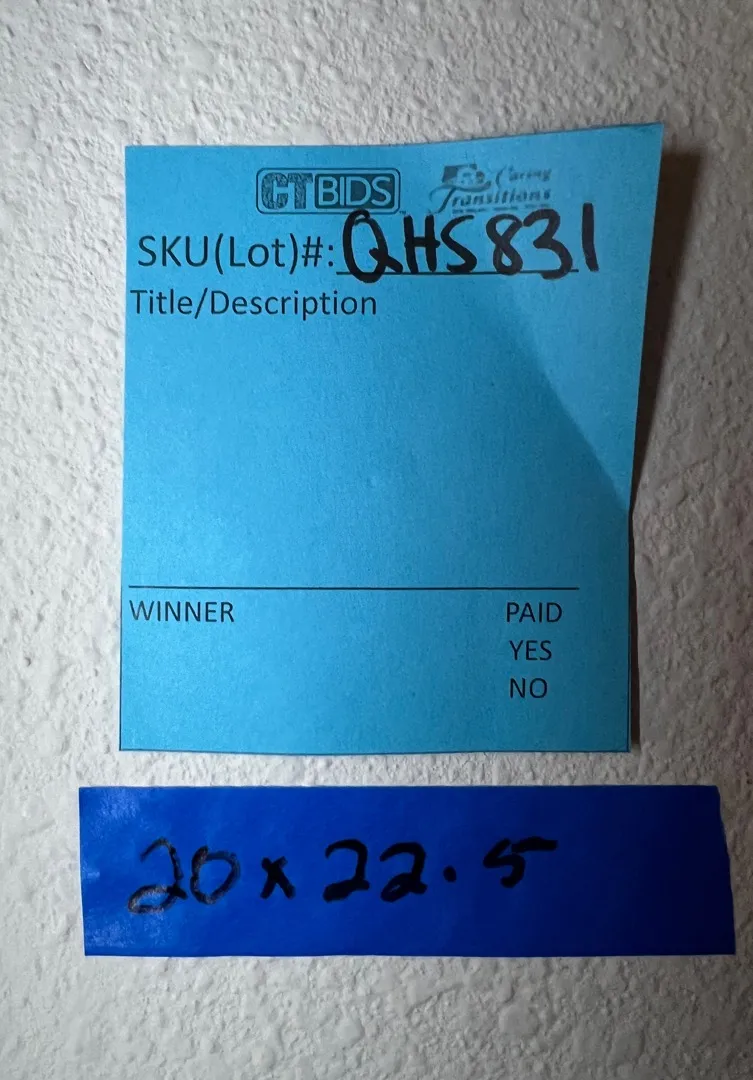 CTBIDS Caring
Transitions
SKU(Lot)#: QHS831
Title/Description
WINNER PAID
YES
NO
20 x 22.5